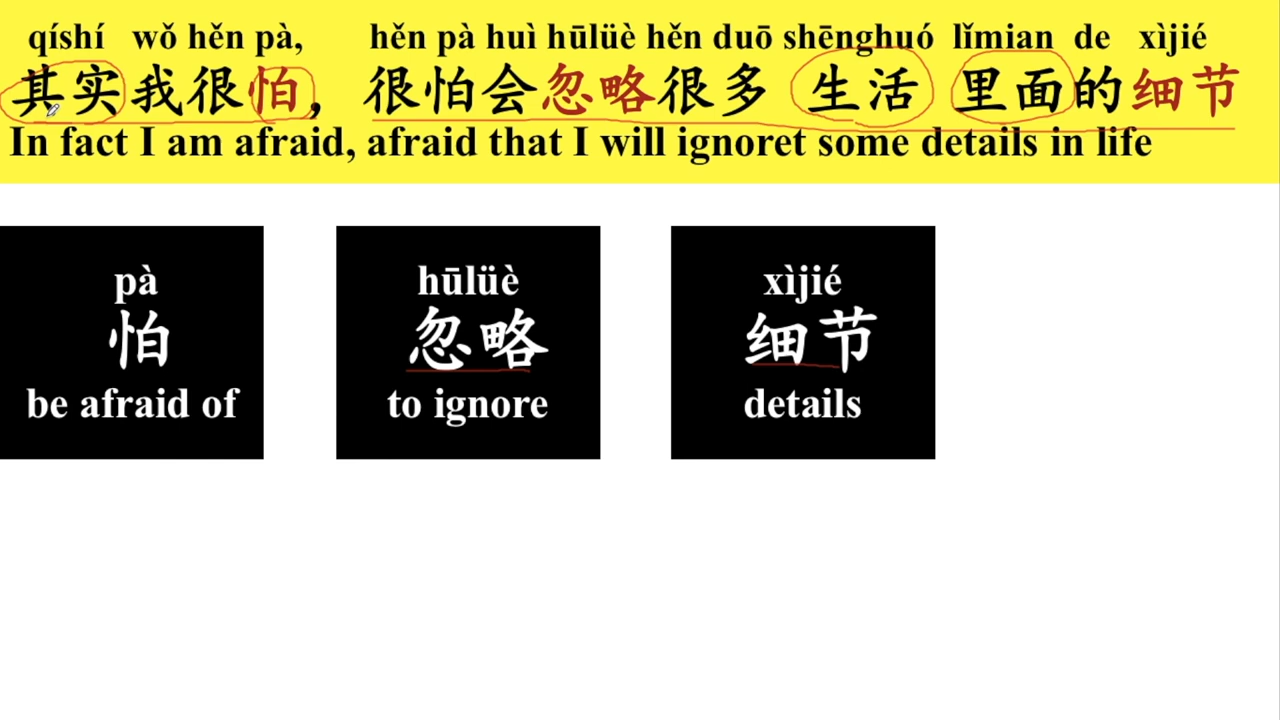 qíshí wǒ hěn pà, hěn pà huì hūlüè hěn duō shēnghuó lǐmian de xìjié
其实我很怕，很怕会忽略很多 生活 里面的细节
In fact I am afraid, afraid that I will ignoret some details in life
pà
怕
be afraid of
hūlüè
忽略
to ignore
xìjié
细节
details